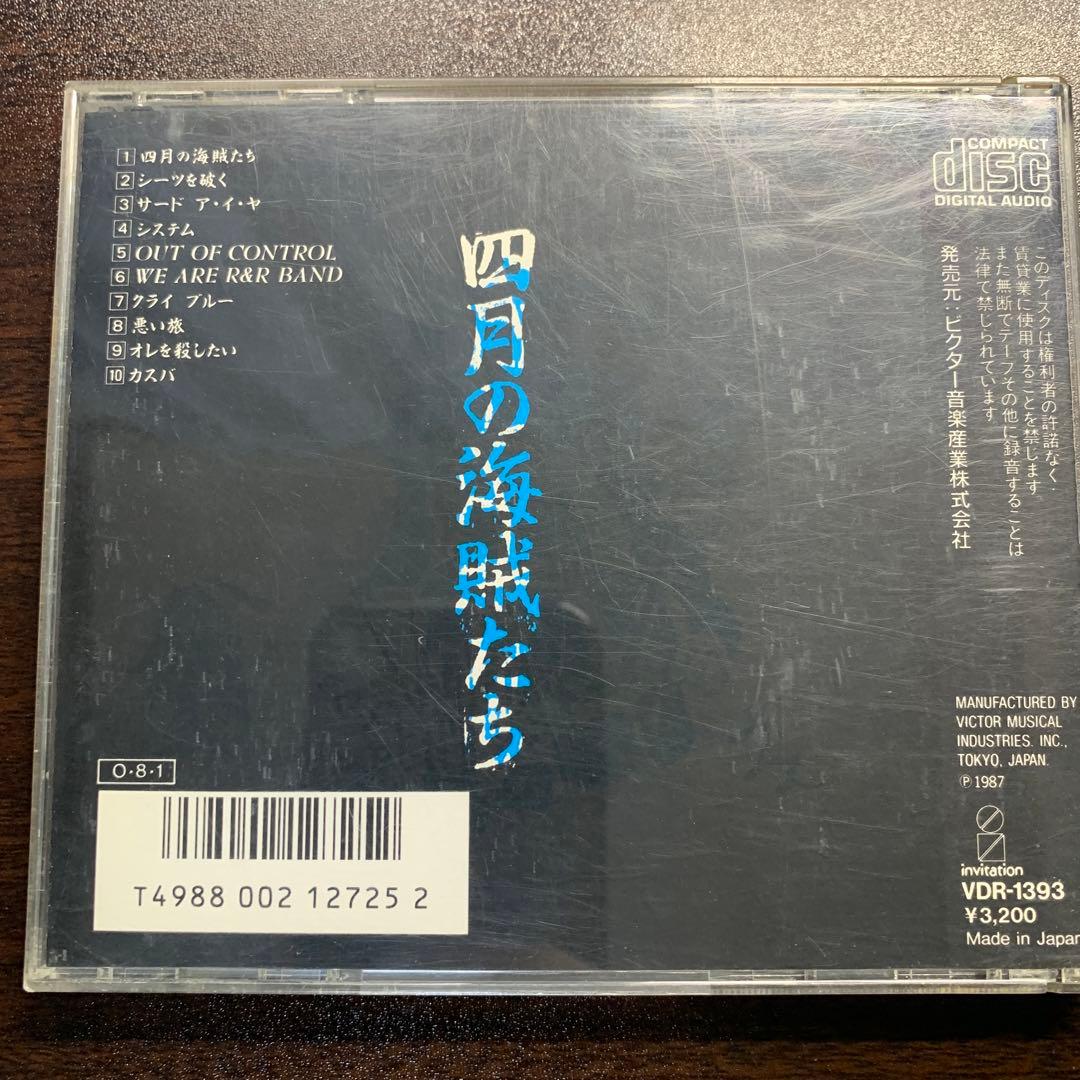 1 四月の海賊たち
2 シーツを破く
3 サード ア・イ・ヤ
4 システム
5 OUT OF CONTROL
6 WE ARE R&R BAND
7 クライ ブルー
8 悪い旅
9 オレを殺したい
10 カスバ
四月の海賊たち
COMPACT
disc
DIGITAL AUDIO
このディスクは権利者の許諾なく、
賃貸業に使用することを禁じます
また無断でテープその他に録音することは
法律で禁じられています
発売元:ビクター音楽産業株式会社
MANUFACTURED BY
VICTOR MUSICAL
INDUSTRIES. INC.,
TOKYO, JAPAN.
Ⓟ1987
invitation
VDR-1393
¥3,200
Made in Japan
O・8・1
T4988 002 12725 2